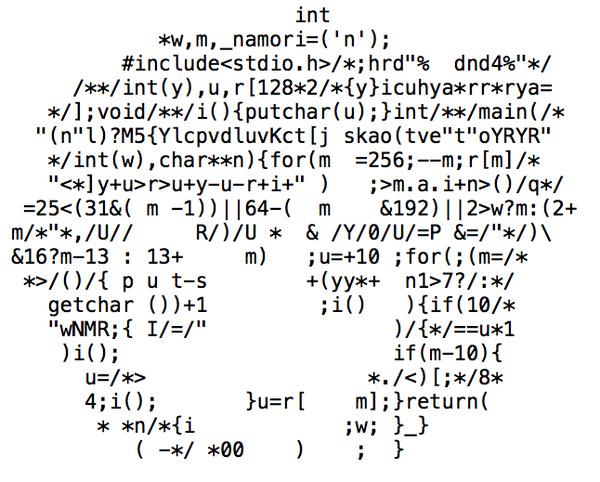 int
*w,m,_namori=('n');
#include<stdio.h>/*;hrd"% dnd4%"*/
/**/int(y),u,r[128*2/*{y}icuhya*rr*rya=
*/];void/**/i(){putchar(u);}int/**/main(/*
"(n"l)?M5{YlcpvdluvKct[j skao(tve"t"oYRYR"
*/int(w),char**n){for(m =256;--m;r[m]/*
"<*]y+u>r>u+y-u-r+i+" ) ;>m.a.i+n>()/q*/
=25<(31&( m -1))||64-( m &192)||2>w?m:(2+
m/*"*,/U// R/)/U * & /Y/0/U/=P &=/"*/)\
&16?m-13 : 13+ m) ;u=+10 ;for(;(m=/*
*>/()/{ p u t-s +(yy*+ n1>7?/:*/
getchar ())+1 ;i() ){if(10/*
"wNMR;{ I/=/" )/{*/==u*1
)i(); if(m-10){
u=/*> *./<)[;*/8*
4;i(); }u=r[ m];}return(
* *n/*{i ;w; }_}
( -*/ *00 ) ; }